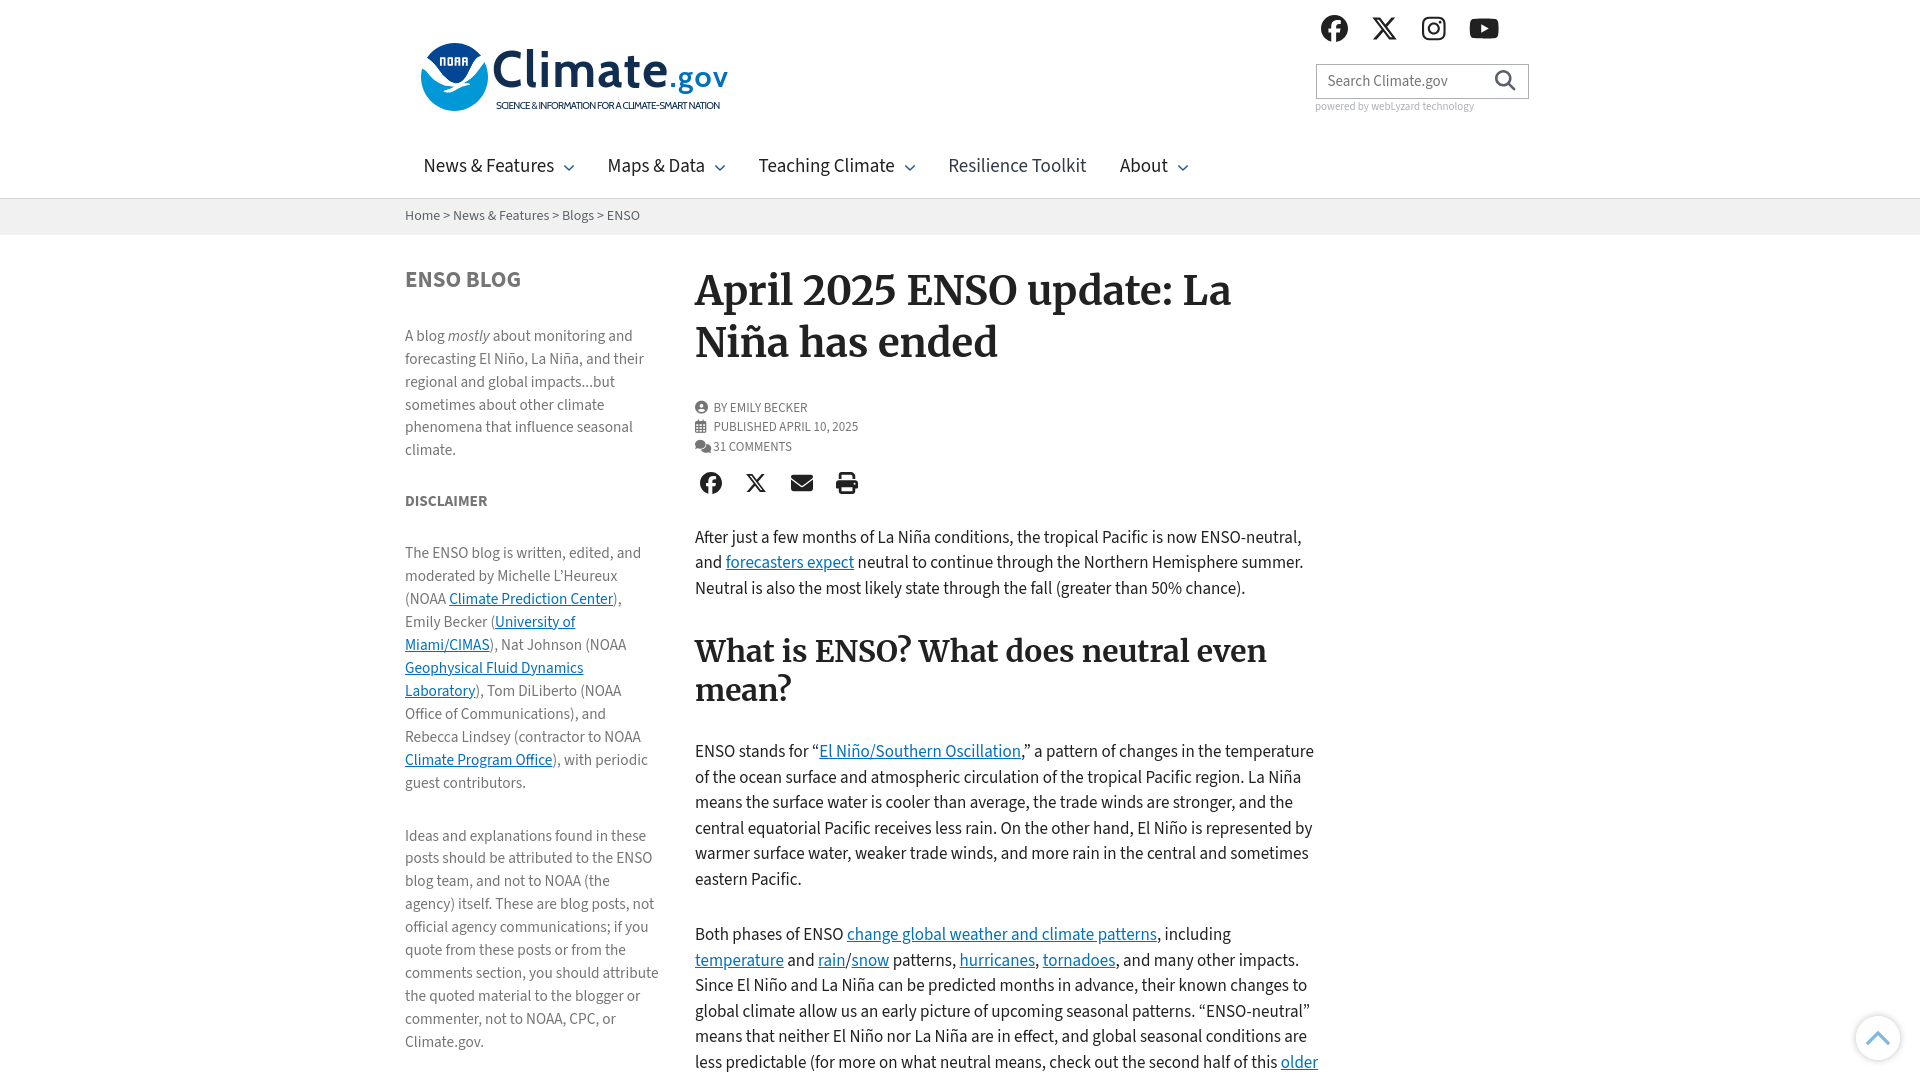 NOAA
Climate.gov
SCIENCE & INFORMATION FOR A CLIMATE-SMART NATION
Search Climate.gov
powered by webLyzard technology
News & Features
Maps & Data
Teaching Climate
Resilience Toolkit
About
Home > News & Features > Blogs > ENSO
ENSO BLOG
A blog mostly about monitoring and
forecasting El Niño, La Niña, and their
regional and global impacts...but
sometimes about other climate
phenomena that influence seasonal
climate.
DISCLAIMER
The ENSO blog is written, edited, and
moderated by Michelle L’Heureux
(NOAA Climate Prediction Center),
Emily Becker (University of
Miami/CIMAS), Nat Johnson (NOAA
Geophysical Fluid Dynamics
Laboratory), Tom DiLiberto (NOAA
Office of Communications), and
Rebecca Lindsey (contractor to NOAA
Climate Program Office), with periodic
guest contributors.
Ideas and explanations found in these
posts should be attributed to the ENSO
blog team, and not to NOAA (the
agency) itself. These are blog posts, not
official agency communications; if you
quote from these posts or from the
comments section, you should attribute
the quoted material to the blogger or
commenter, not to NOAA, CPC, or
Climate.gov.
April 2025 ENSO update: La
Niña has ended
BY EMILY BECKER
PUBLISHED APRIL 10, 2025
31 COMMENTS
After just a few months of La Niña conditions, the tropical Pacific is now ENSO-neutral,
and forecasters expect neutral to continue through the Northern Hemisphere summer.
Neutral is also the most likely state through the fall (greater than 50% chance).
What is ENSO? What does neutral even
mean?
ENSO stands for “El Niño/Southern Oscillation,” a pattern of changes in the temperature
of the ocean surface and atmospheric circulation of the tropical Pacific region. La Niña
means the surface water is cooler than average, the trade winds are stronger, and the
central equatorial Pacific receives less rain. On the other hand, El Niño is represented by
warmer surface water, weaker trade winds, and more rain in the central and sometimes
eastern Pacific.
Both phases of ENSO change global weather and climate patterns, including
temperature and rain/snow patterns, hurricanes, tornadoes, and many other impacts.
Since El Niño and La Niña can be predicted months in advance, their known changes to
global climate allow us an early picture of upcoming seasonal patterns. “ENSO-neutral”
means that neither El Niño nor La Niña are in effect, and global seasonal conditions are
less predictable (for more on what neutral means, check out the second half of this older